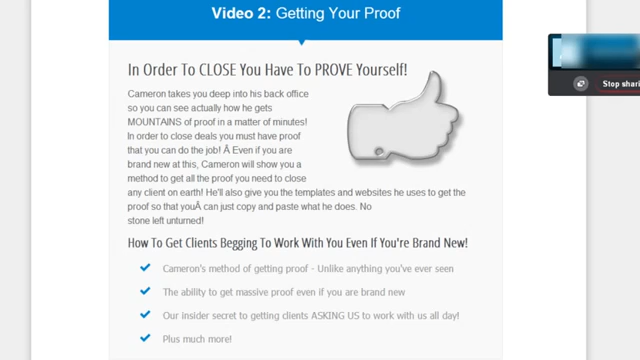 Video 2: Getting Your Proof
In Order To CLOSE You Have To PROVE Yourself!
Cameron takes you deep into his back office
so you can see actually how he gets
MOUNTAINS of proof in a matter of minutes!
In order to close deals you must have proof
that you can do the job! Â Even if you are
brand new at this, Cameron will show you a
method to get all the proof you need to close
any client on earth! He'll also give you the templates and websites he uses to get the
proof so that youÂ can just copy and paste what he does. No
stone left unturned!
How To Get Clients Begging To Work With You Even If You're Brand New!
Cameron's method of getting proof - Unlike anything you've ever seen
The ability to get massive proof even if you are brand new
Our insider secret to getting clients ASKING US to work with us all day!
Plus much more!
Stop shari